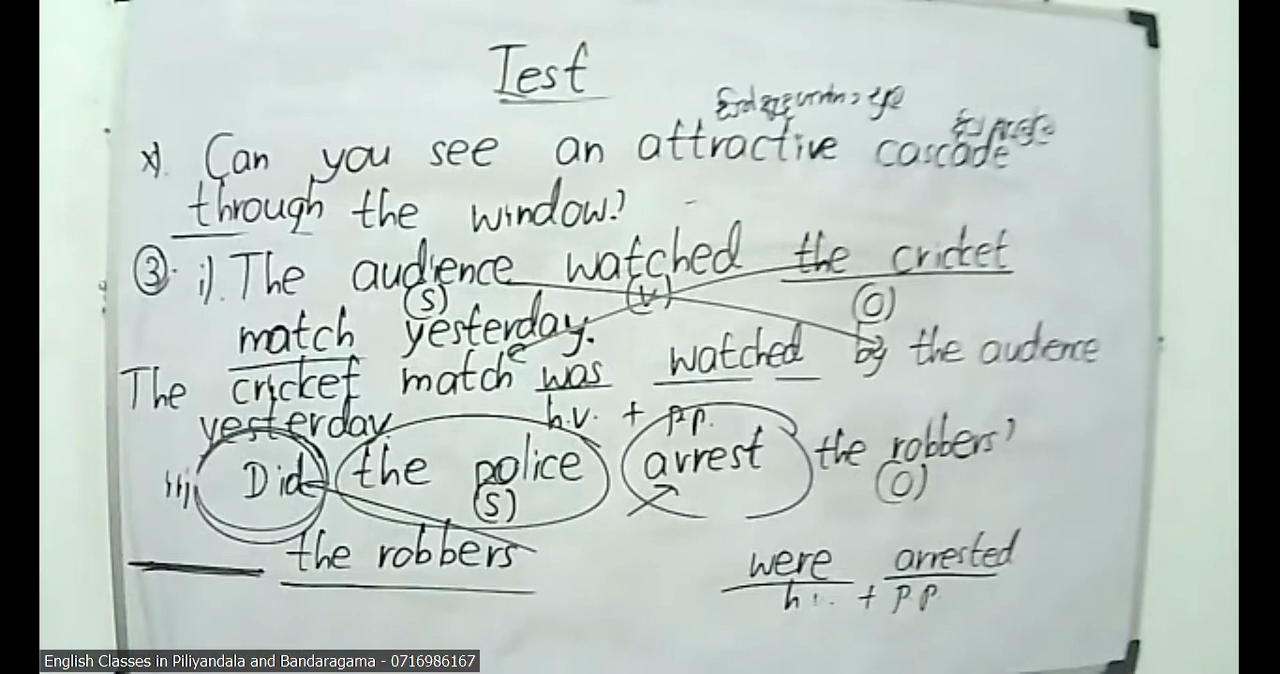 Test
x). Can you see an attractive cascade
through the window?
③. i). The audience watched the cricket
(S) (v) (O)
match yesterday.
The cricket match was watched by the audence
yesterday
h.v. + p.p.
iii) Did the police arrest the robbers?
(S) (O)
the robbers were arrested
h.v. + p.p.
English Classes in Piliyandala and Bandaragama - 0716986167